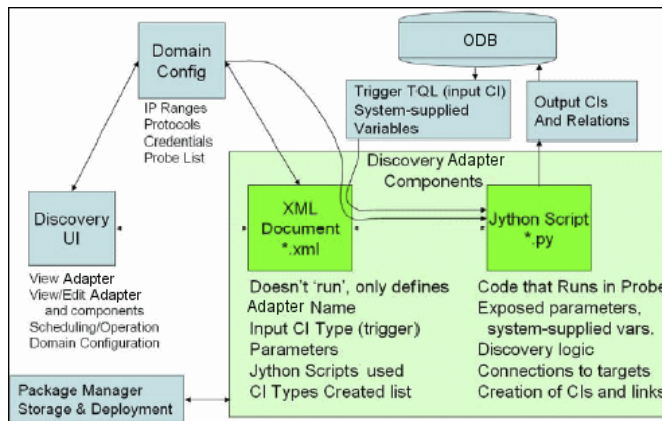 ODB
Domain
Config
IP Ranges
Protocols
Credentials
Probe List
Trigger TQL (input CI)
System-supplied
Variables
Output CIs
And Relations
Discovery Adapter
Components
Discovery
UI
View Adapter
View/Edit Adapter
and components
Scheduling/Operation
Domain Configuration
XML
Document
*.xml
Doesn't 'run', only defines
Adapter Name
Input CI Type (trigger)
Parameters
Jython Scripts used
CI Types Created list
Jython Script
*.py
Code that Runs in Probe
Exposed parameters,
system-supplied vars.
Discovery logic
Connections to targets
Creation of CIs and links
Package Manager
Storage & Deployment